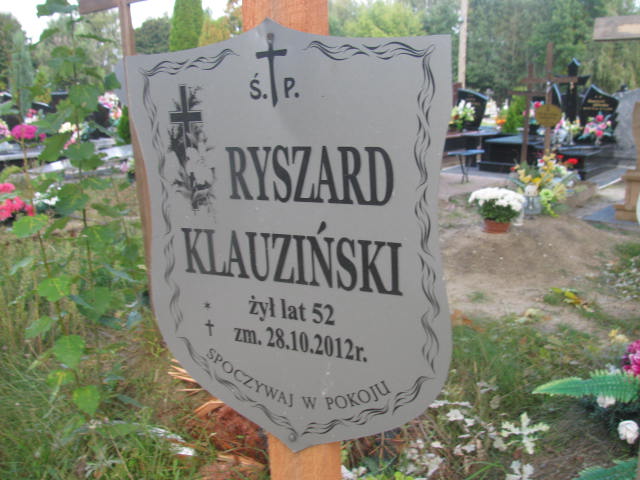 Ś.P.
RYSZARD
KLAUZIŃSKI
* żył lat 52
† zm. 28.10.2012r.
SPOCZYWAJ W POKOJU